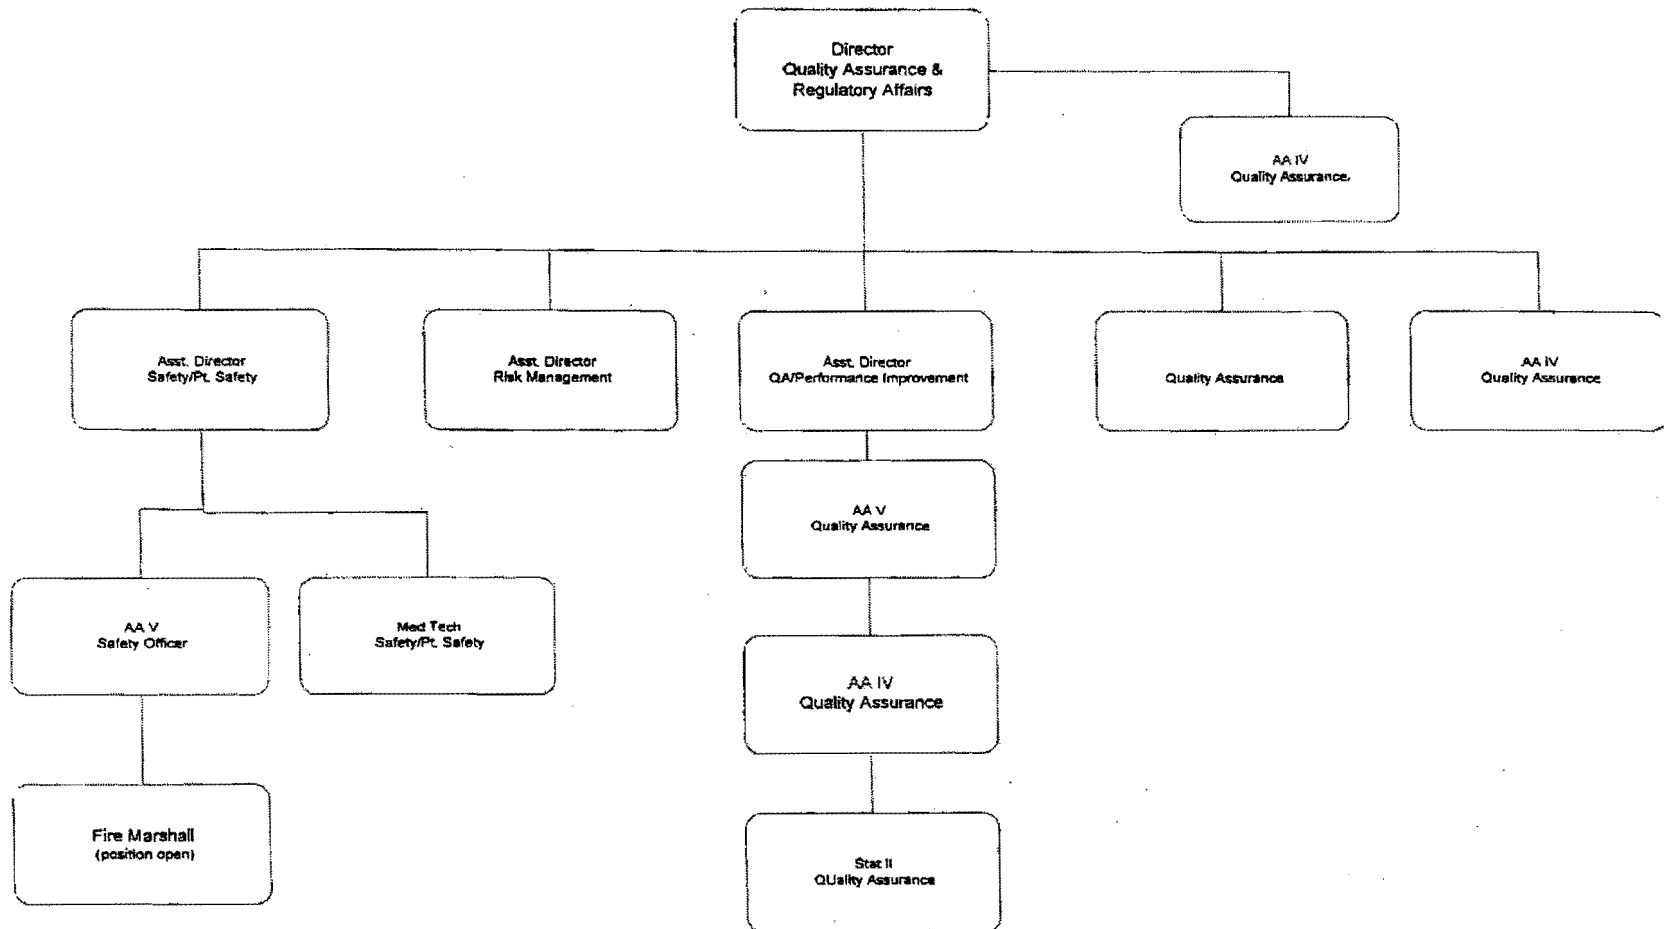 Director
Quality Assurance &
Regulatory Affairs
AA IV
Quality Assurance
Asst. Director
Safety/Pt. Safety
Asst. Director
Risk Management
Asst. Director
QA/Performance Improvement
Quality Assurance
AA IV
Quality Assurance
AA V
Quality Assurance
AA V
Safety Officer
Med Tech
Safety/Pt. Safety
AA IV
Quality Assurance
Fire Marshall
(position open)
Stat II
QUality Assurance